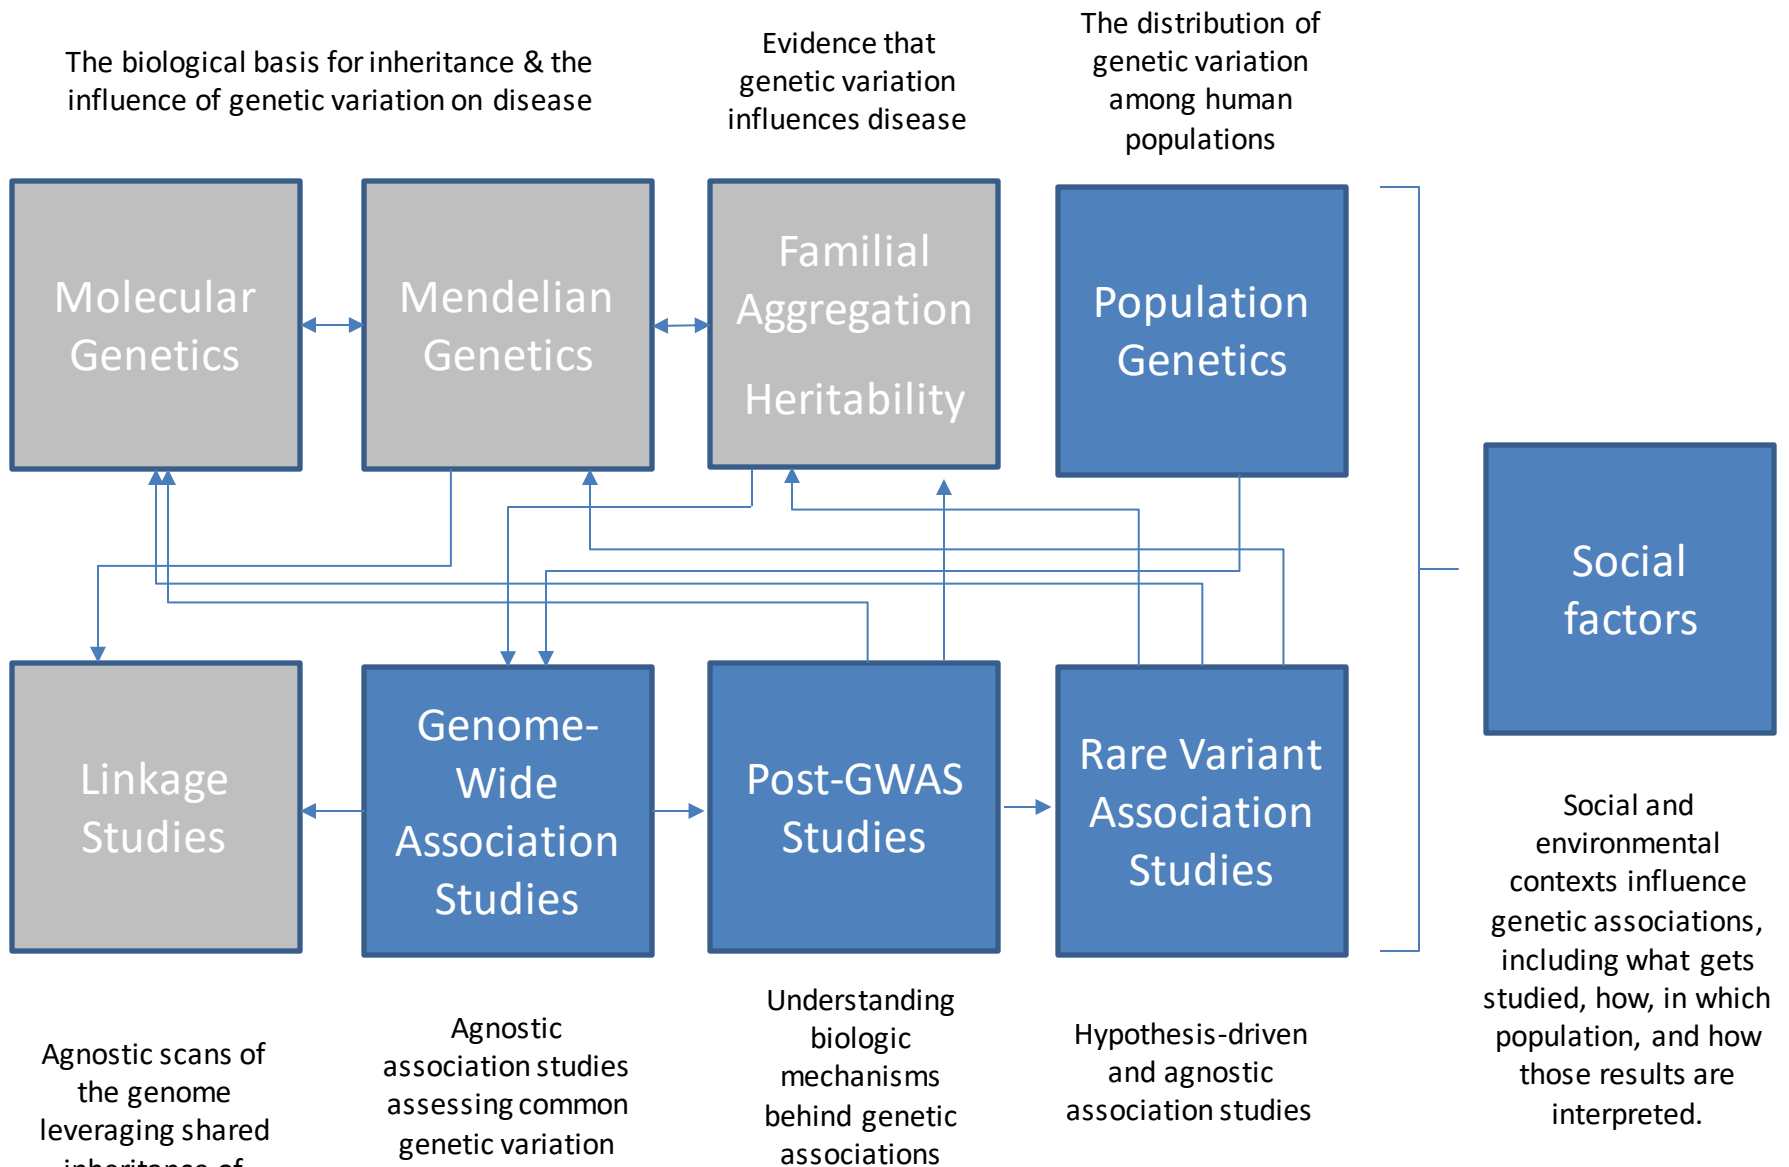 The biological basis for inheritance & the
influence of genetic variation on disease
Evidence that
genetic variation
influences disease
The distribution of
genetic variation
among human
populations
Molecular
Genetics
Mendelian
Genetics
Familial
Aggregation
Heritability
Population
Genetics
Social
factors
Linkage
Studies
Genome-
Wide
Association
Studies
Post-GWAS
Studies
Rare Variant
Association
Studies
Social and
environmental
contexts influence
genetic associations,
including what gets
studied, how, in which
population, and how
those results are
interpreted.
Agnostic scans of
the genome
leveraging shared
inheritance of
Agnostic
association studies
assessing common
genetic variation
Understanding
biologic
mechanisms
behind genetic
associations
Hypothesis-driven
and agnostic
association studies